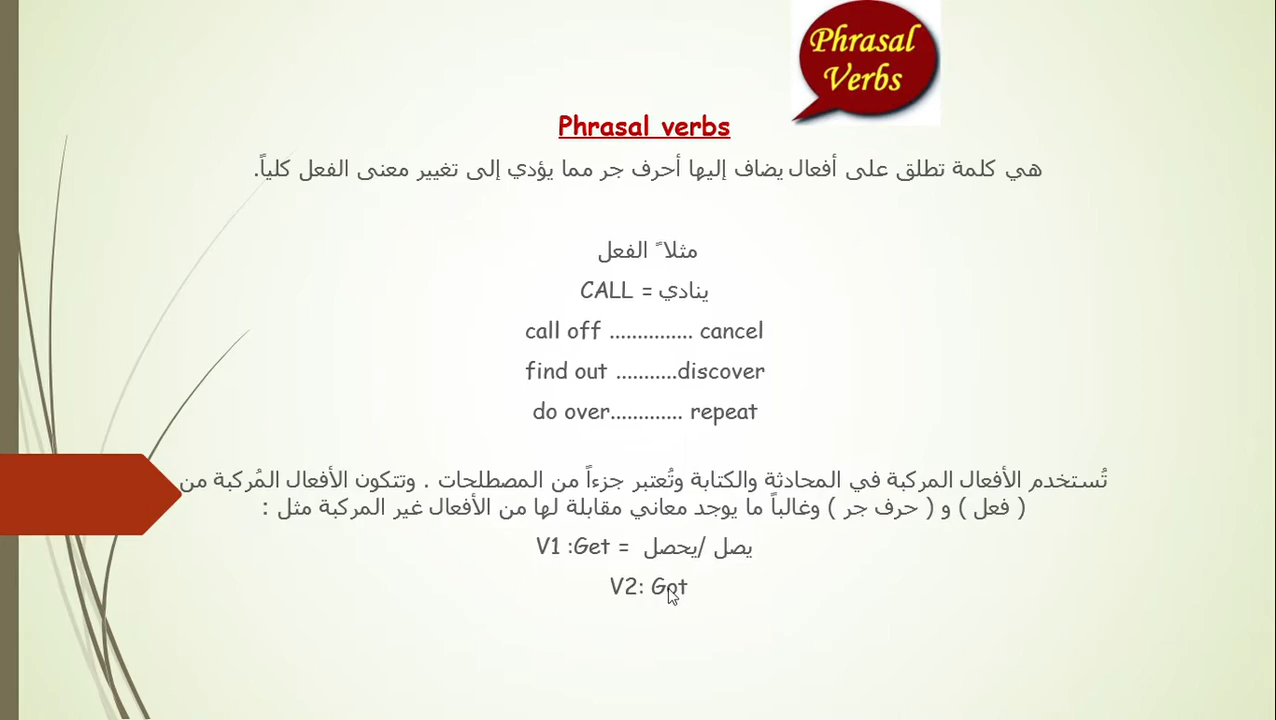 Phrasal
Verbs
Phrasal verbs
هي كلمة تطلق على أفعال يضاف إليها أحرف جر مما يؤدي إلى تغيير معنى الفعل كلياً.
مثلا ً الفعل
CALL = ينادي
call off ............... cancel
find out ...........discover
do over............. repeat
تُستخدم الأفعال المركبة في المحادثة والكتابة وتُعتبر جزءاً من المصطلحات . وتتكون الأفعال المُركبة من
( فعل ) و ( حرف جر ) وغالباً ما يوجد معاني مقابلة لها من الأفعال غير المركبة مثل :
V1 :Get = يصل /يحصل
V2: Got